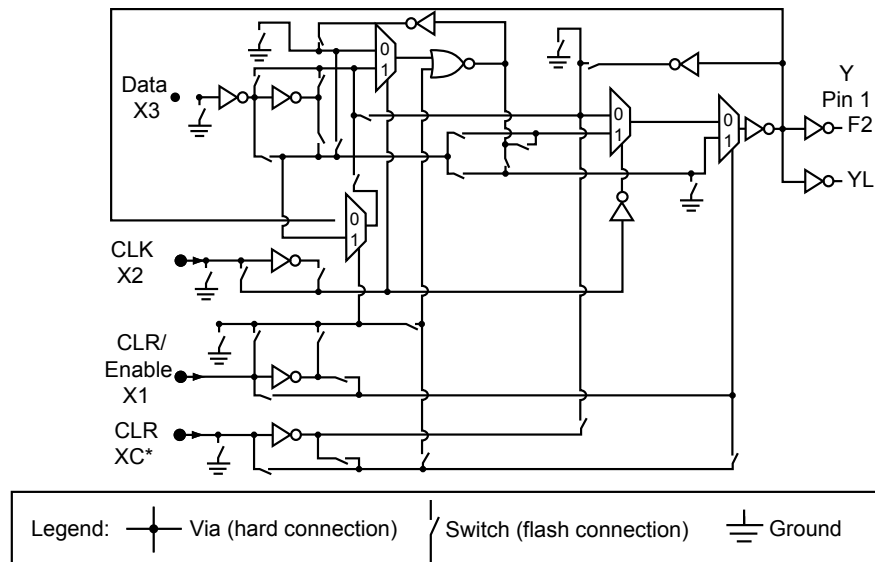 Data
X3
0
1
0
1
0
1
Y
Pin 1
F2
YL
0
1
CLK
X2
CLR/
Enable
X1
CLR
XC*
Legend: Via (hard connection) Switch (flash connection) Ground